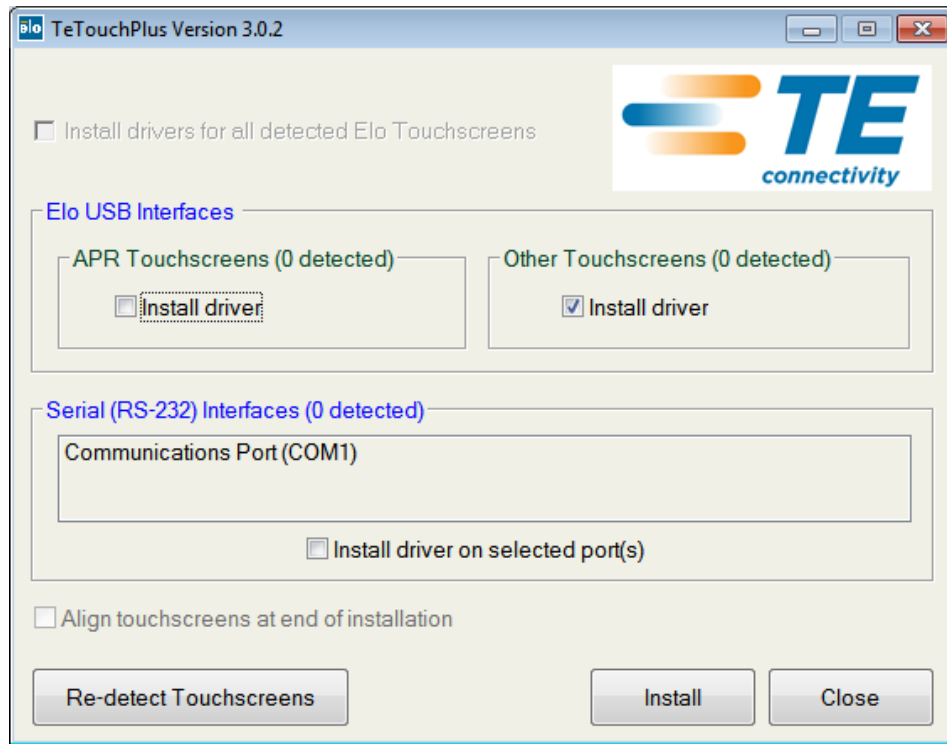 elo TeTouchPlus Version 3.0.2
Install drivers for all detected Elo Touchscreens
TE
connectivity
Elo USB Interfaces
APR Touchscreens (0 detected)
Install driver
Other Touchscreens (0 detected)
Install driver
Serial (RS-232) Interfaces (0 detected)
Communications Port (COM1)
Install driver on selected port(s)
Align touchscreens at end of installation
Re-detect Touchscreens
Install
Close